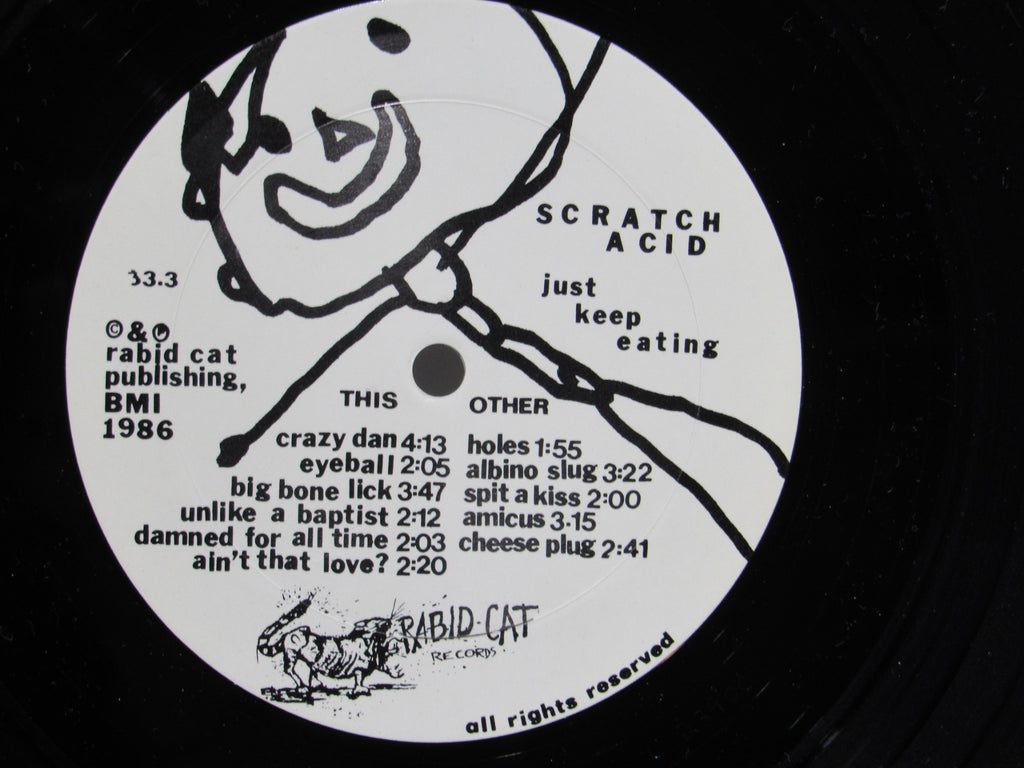 SCRATCH
ACID
just
keep
eating
33.3
© & ℗
rabid cat
publishing,
BMI
1986
THIS
crazy dan 4:13
eyeball 2:05
big bone lick 3:47
unlike a baptist 2:12
damned for all time 2:03
ain't that love? 2:20
OTHER
holes 1:55
albino slug 3:22
spit a kiss 2:00
amicus 3.15
cheese plug 2:41
RABID-CAT
RECORDS
all rights reserved